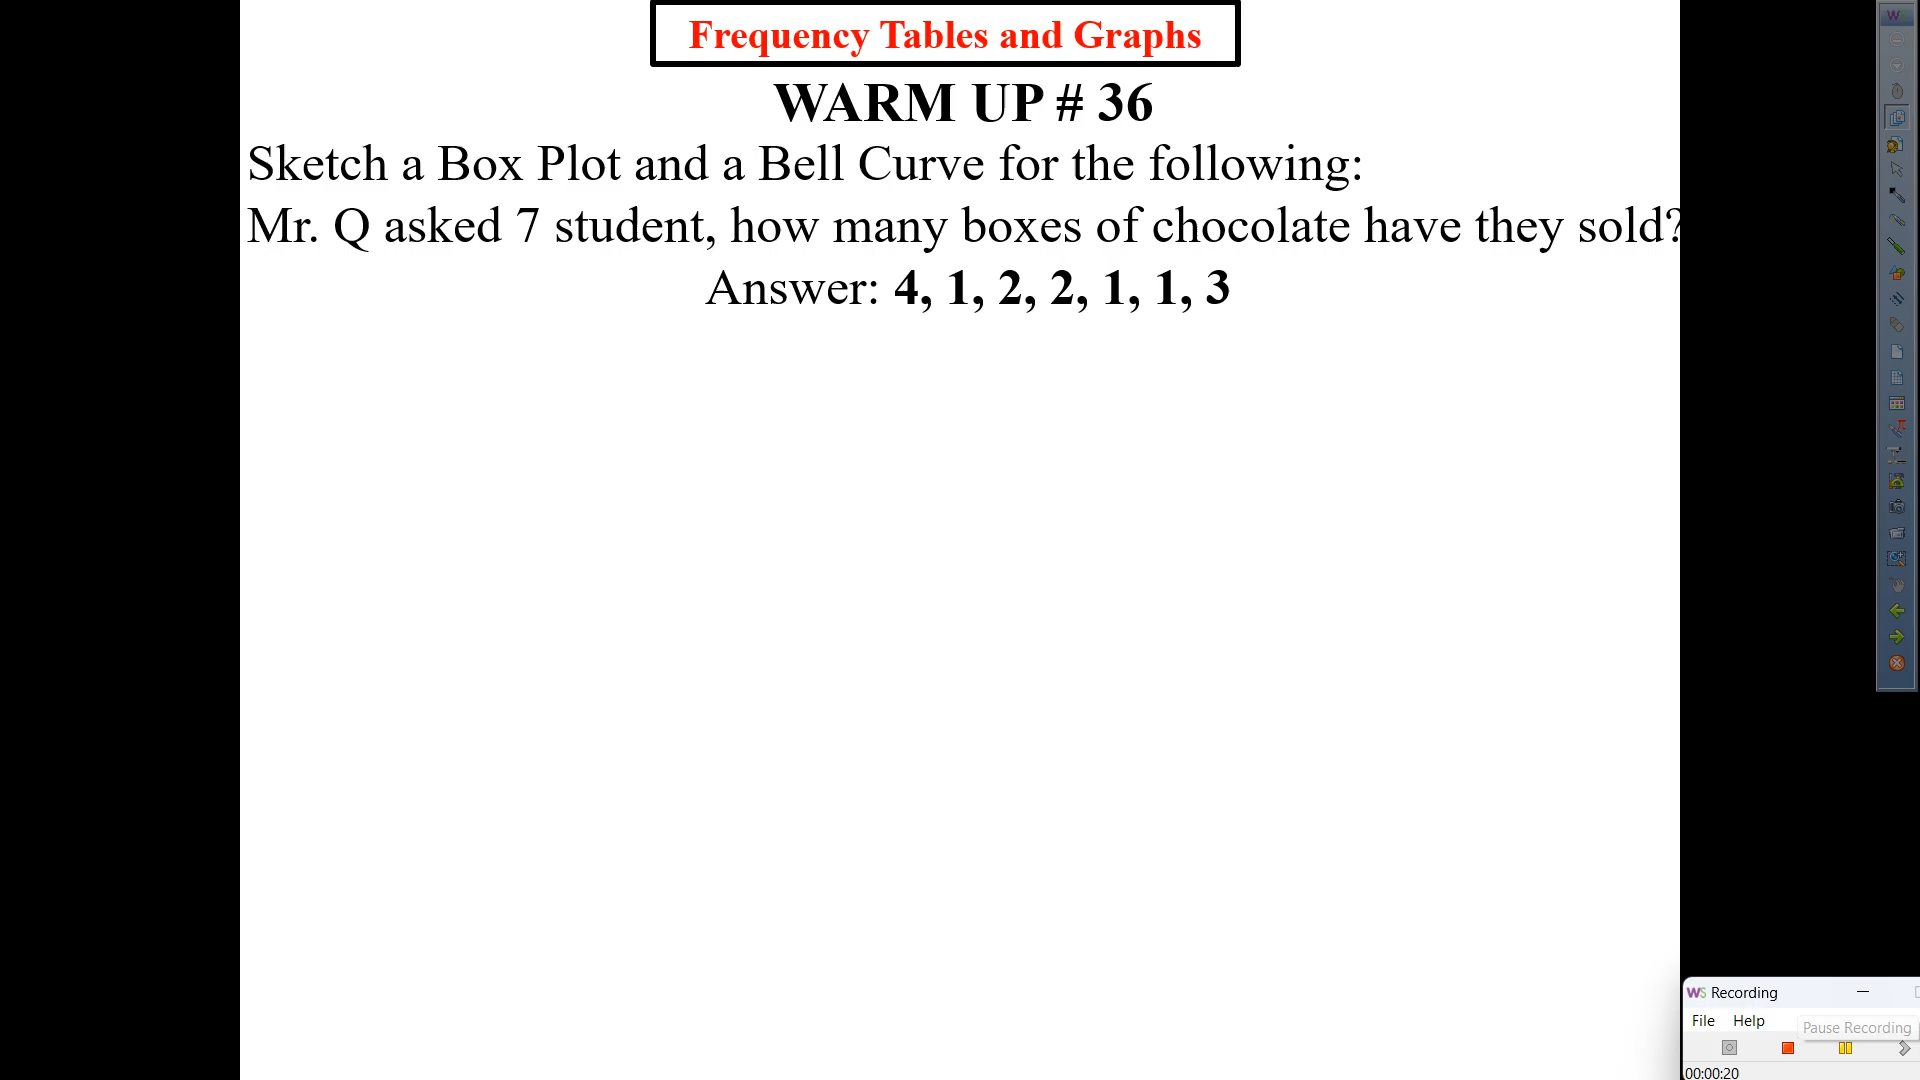 Frequency Tables and Graphs
WARM UP # 36
Sketch a Box Plot and a Bell Curve for the following:
Mr. Q asked 7 student, how many boxes of chocolate have they sold?
Answer: 4, 1, 2, 2, 1, 1, 3
WS Recording
File Help
Pause Recording
00:00:20